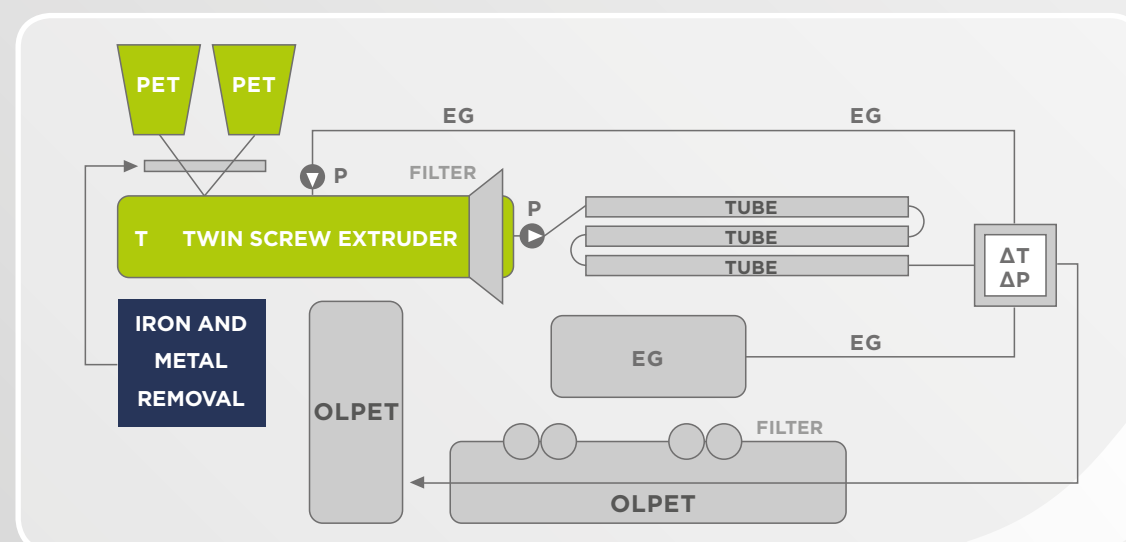 PET
PET
EG
EG
P
FILTER
P
TUBE
T TWIN SCREW EXTRUDER
TUBE
TUBE
ΔT
ΔP
IRON AND
METAL
REMOVAL
EG
EG
OLPET
FILTER
OLPET